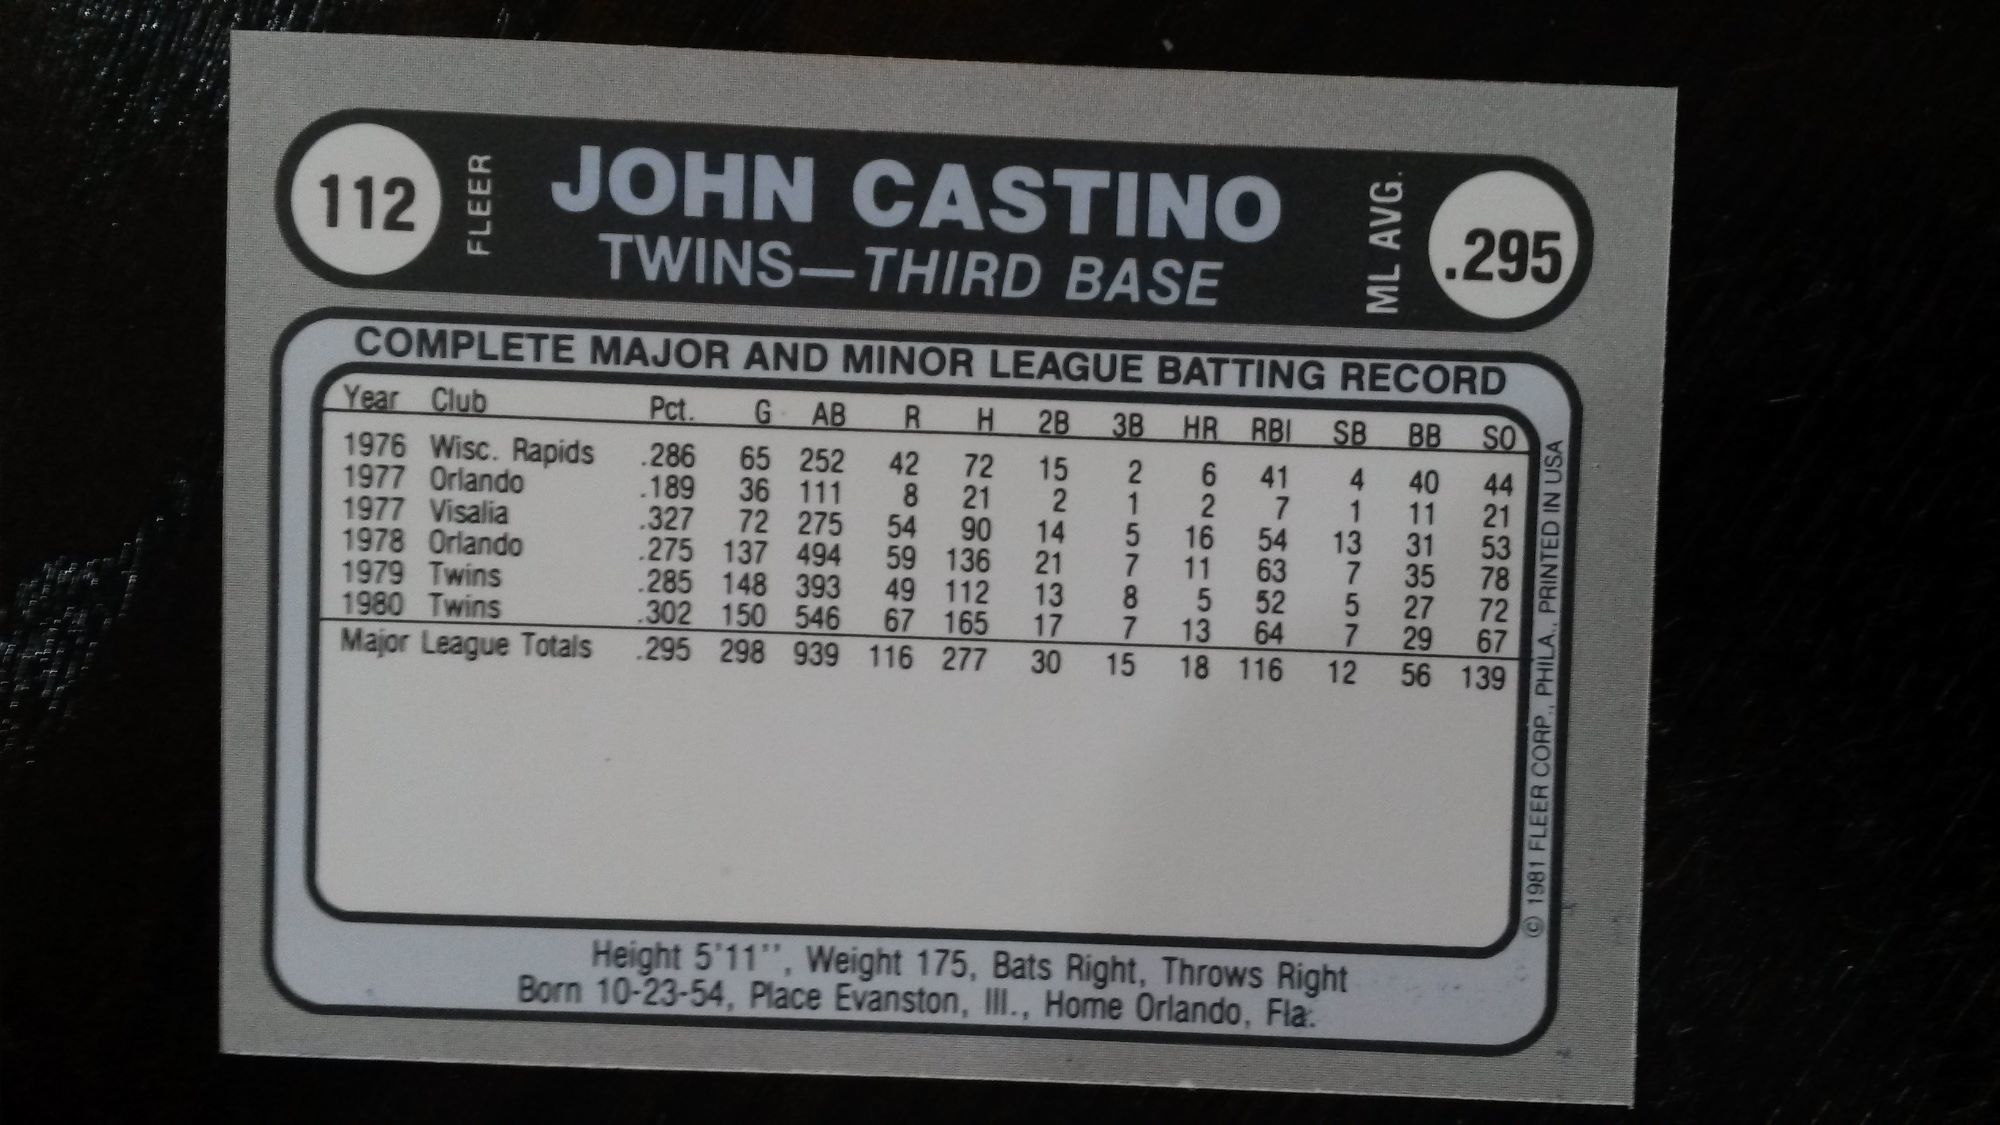 112 FLEER JOHN CASTINO ML AVG. .295
TWINS—THIRD BASE
COMPLETE MAJOR AND MINOR LEAGUE BATTING RECORD
Year Club Pct. G AB R H 2B 3B HR RBI SB BB SO
1976 Wisc. Rapids .286 65 252 42 72 15 2 6 41 4 40 44
1977 Orlando .189 36 111 8 21 2 1 2 7 1 11 21
1977 Visalia .327 72 275 54 90 14 5 16 54 13 31 53
1978 Orlando .275 137 494 59 136 21 7 11 63 7 35 78
1979 Twins .285 148 393 49 112 13 8 5 52 5 27 72
1980 Twins .302 150 546 67 165 17 7 13 64 7 29 67
Major League Totals .295 298 939 116 277 30 15 18 116 12 56 139
© 1981 FLEER CORP., PHILA., PRINTED IN USA
Height 5'11'', Weight 175, Bats Right, Throws Right
Born 10-23-54, Place Evanston, Ill., Home Orlando, Fla.